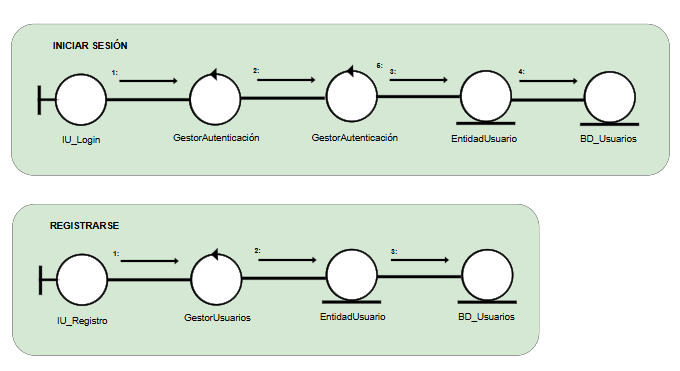 INICIAR SESIÓN
1:
2:
5:
3:
4:
IU_Login
GestorAutenticación
GestorAutenticación
EntidadUsuario
BD_Usuarios
REGISTRARSE
1:
2:
3:
IU_Registro
GestorUsuarios
EntidadUsuario
BD_Usuarios